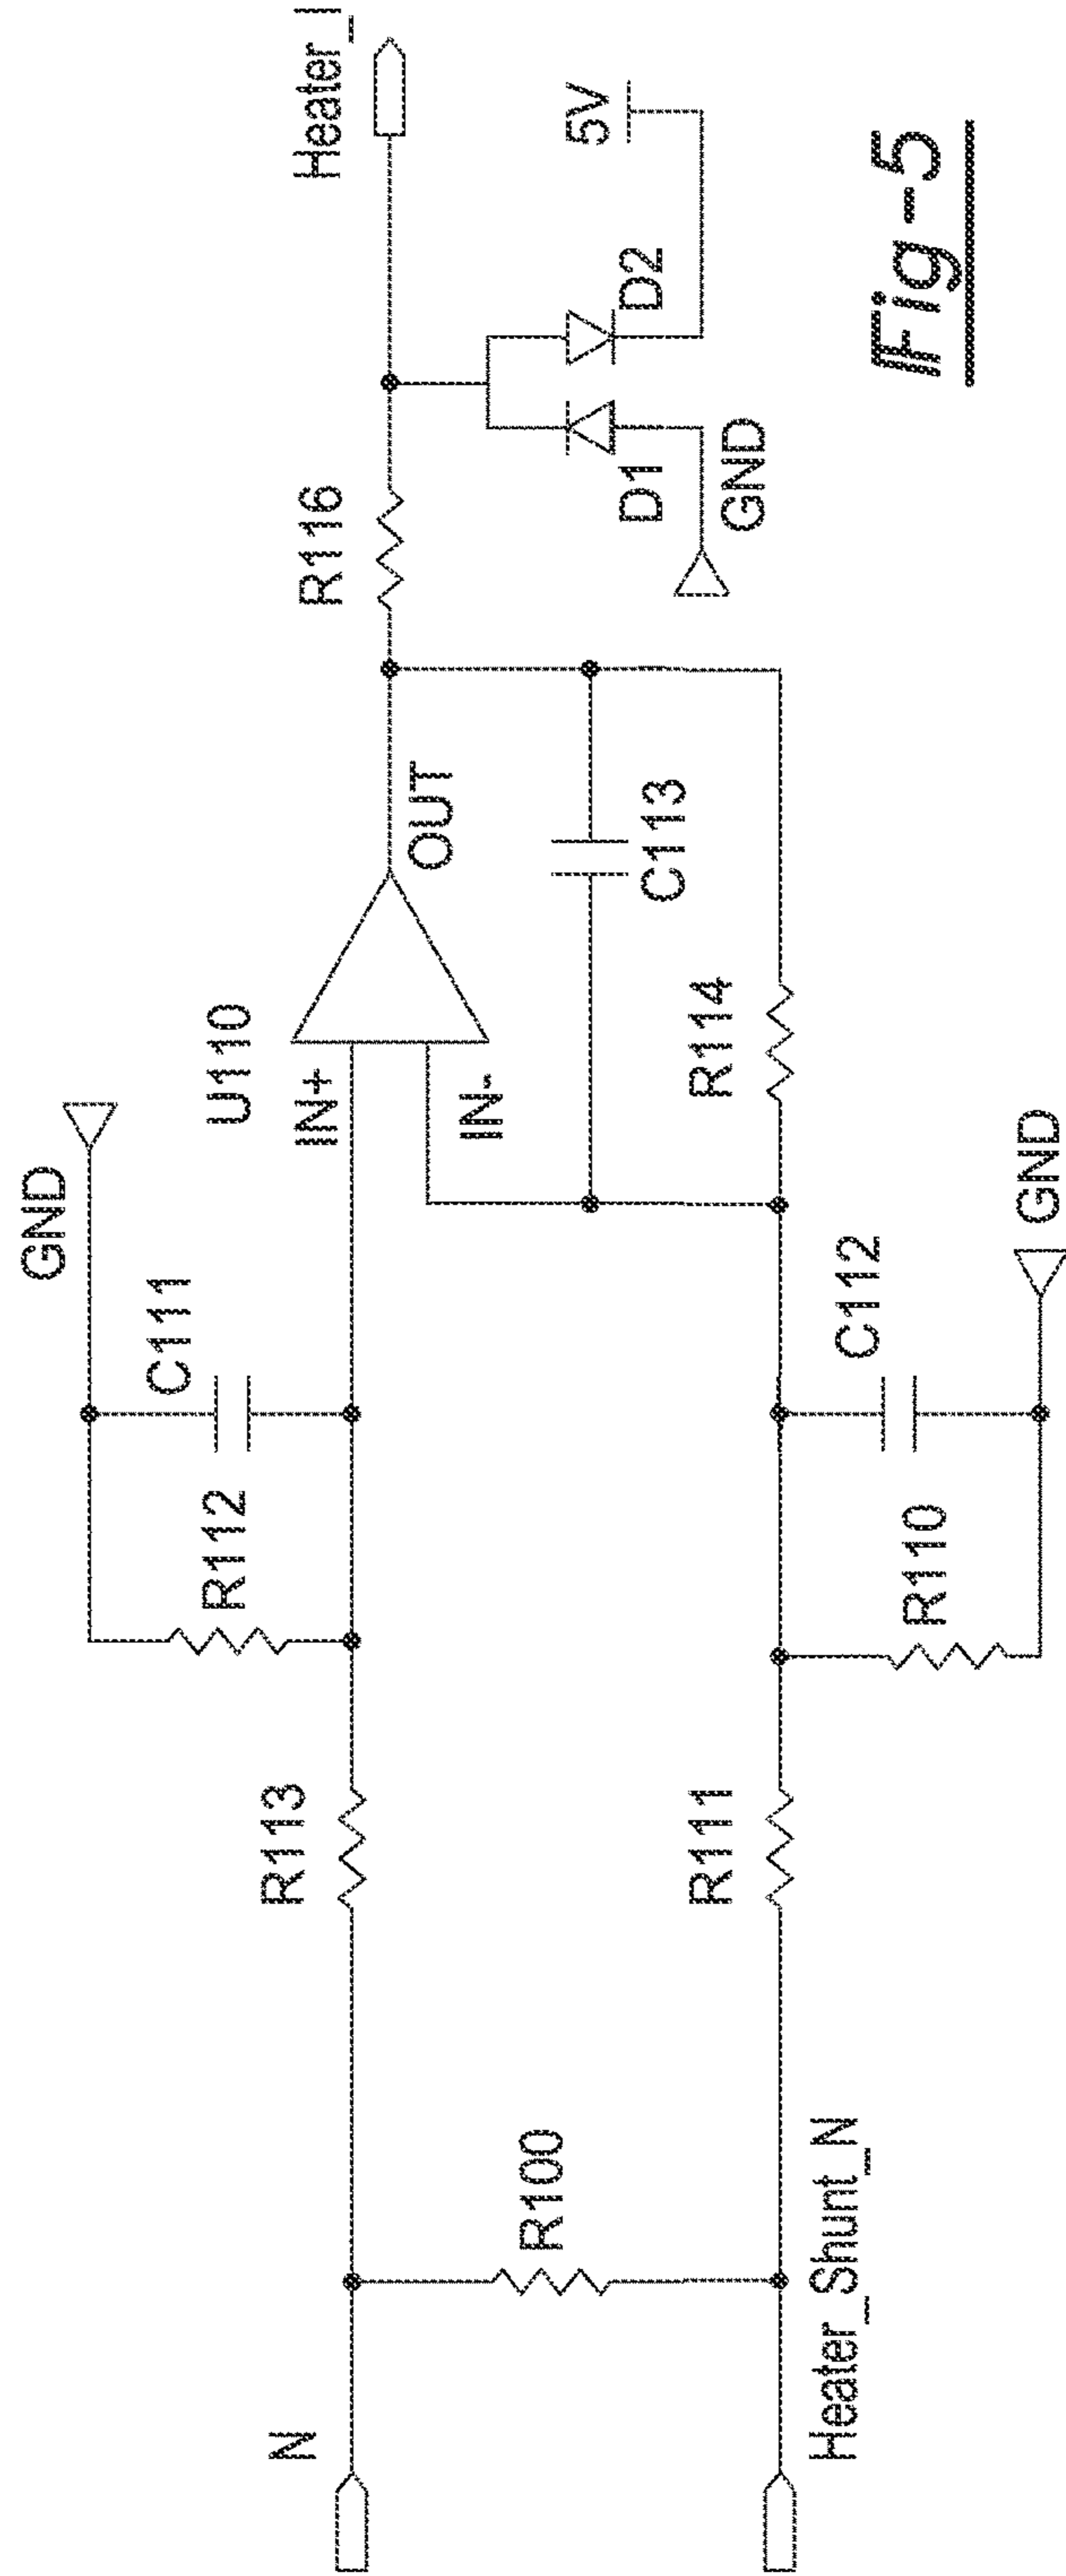 N
Heater_Shunt_N
R100
R113
R111
R112
C111
GND
R110
C112
GND
U110
IN+
IN-
OUT
C113
R114
R116
D1
D2
GND
5V
Heater_I
Fig-5